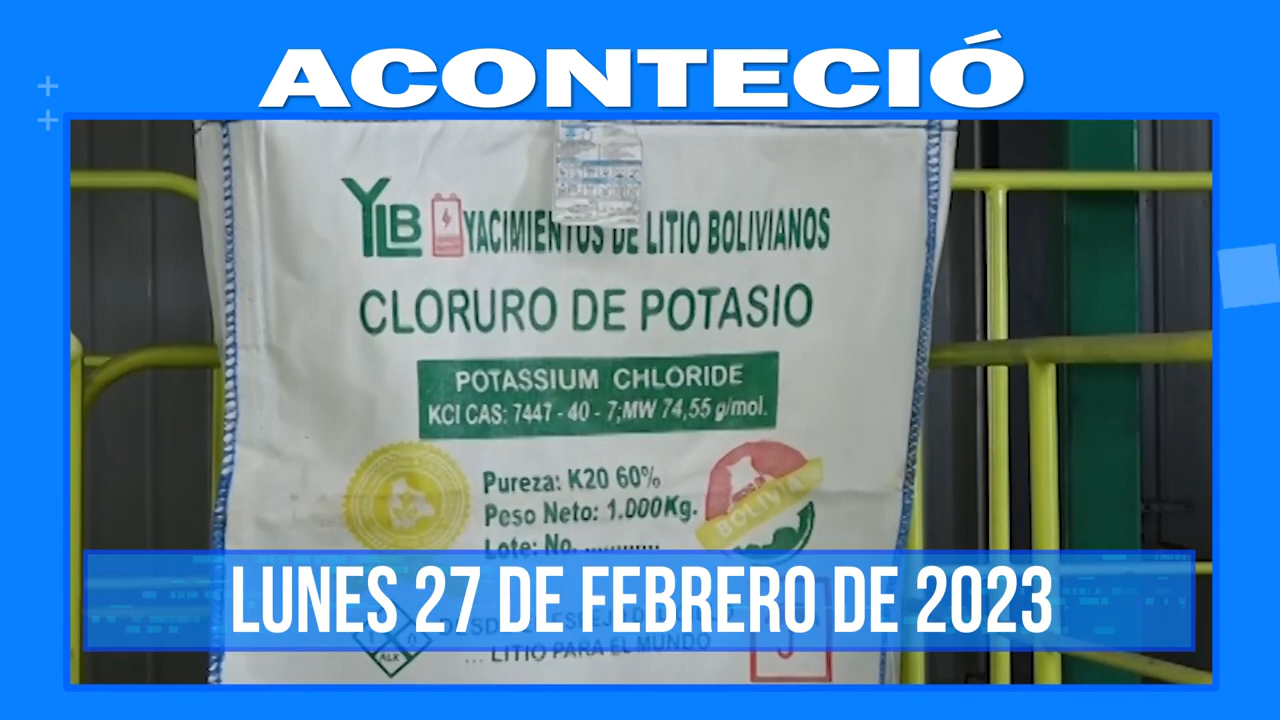 ACONTECIÓ
YLB YACIMIENTOS DE LITIO BOLIVIANOS
CLORURO DE POTASIO
POTASSIUM CHLORIDE
KCl CAS: 7447 - 40 - 7;MW 74,55 g/mol.
Pureza: K20 60%
Peso Neto: 1.000Kg.
BOLIVIA
Lote: No. ............
LUNES 27 DE FEBRERO DE 2023
... LITIO PARA EL MUNDO
ALK